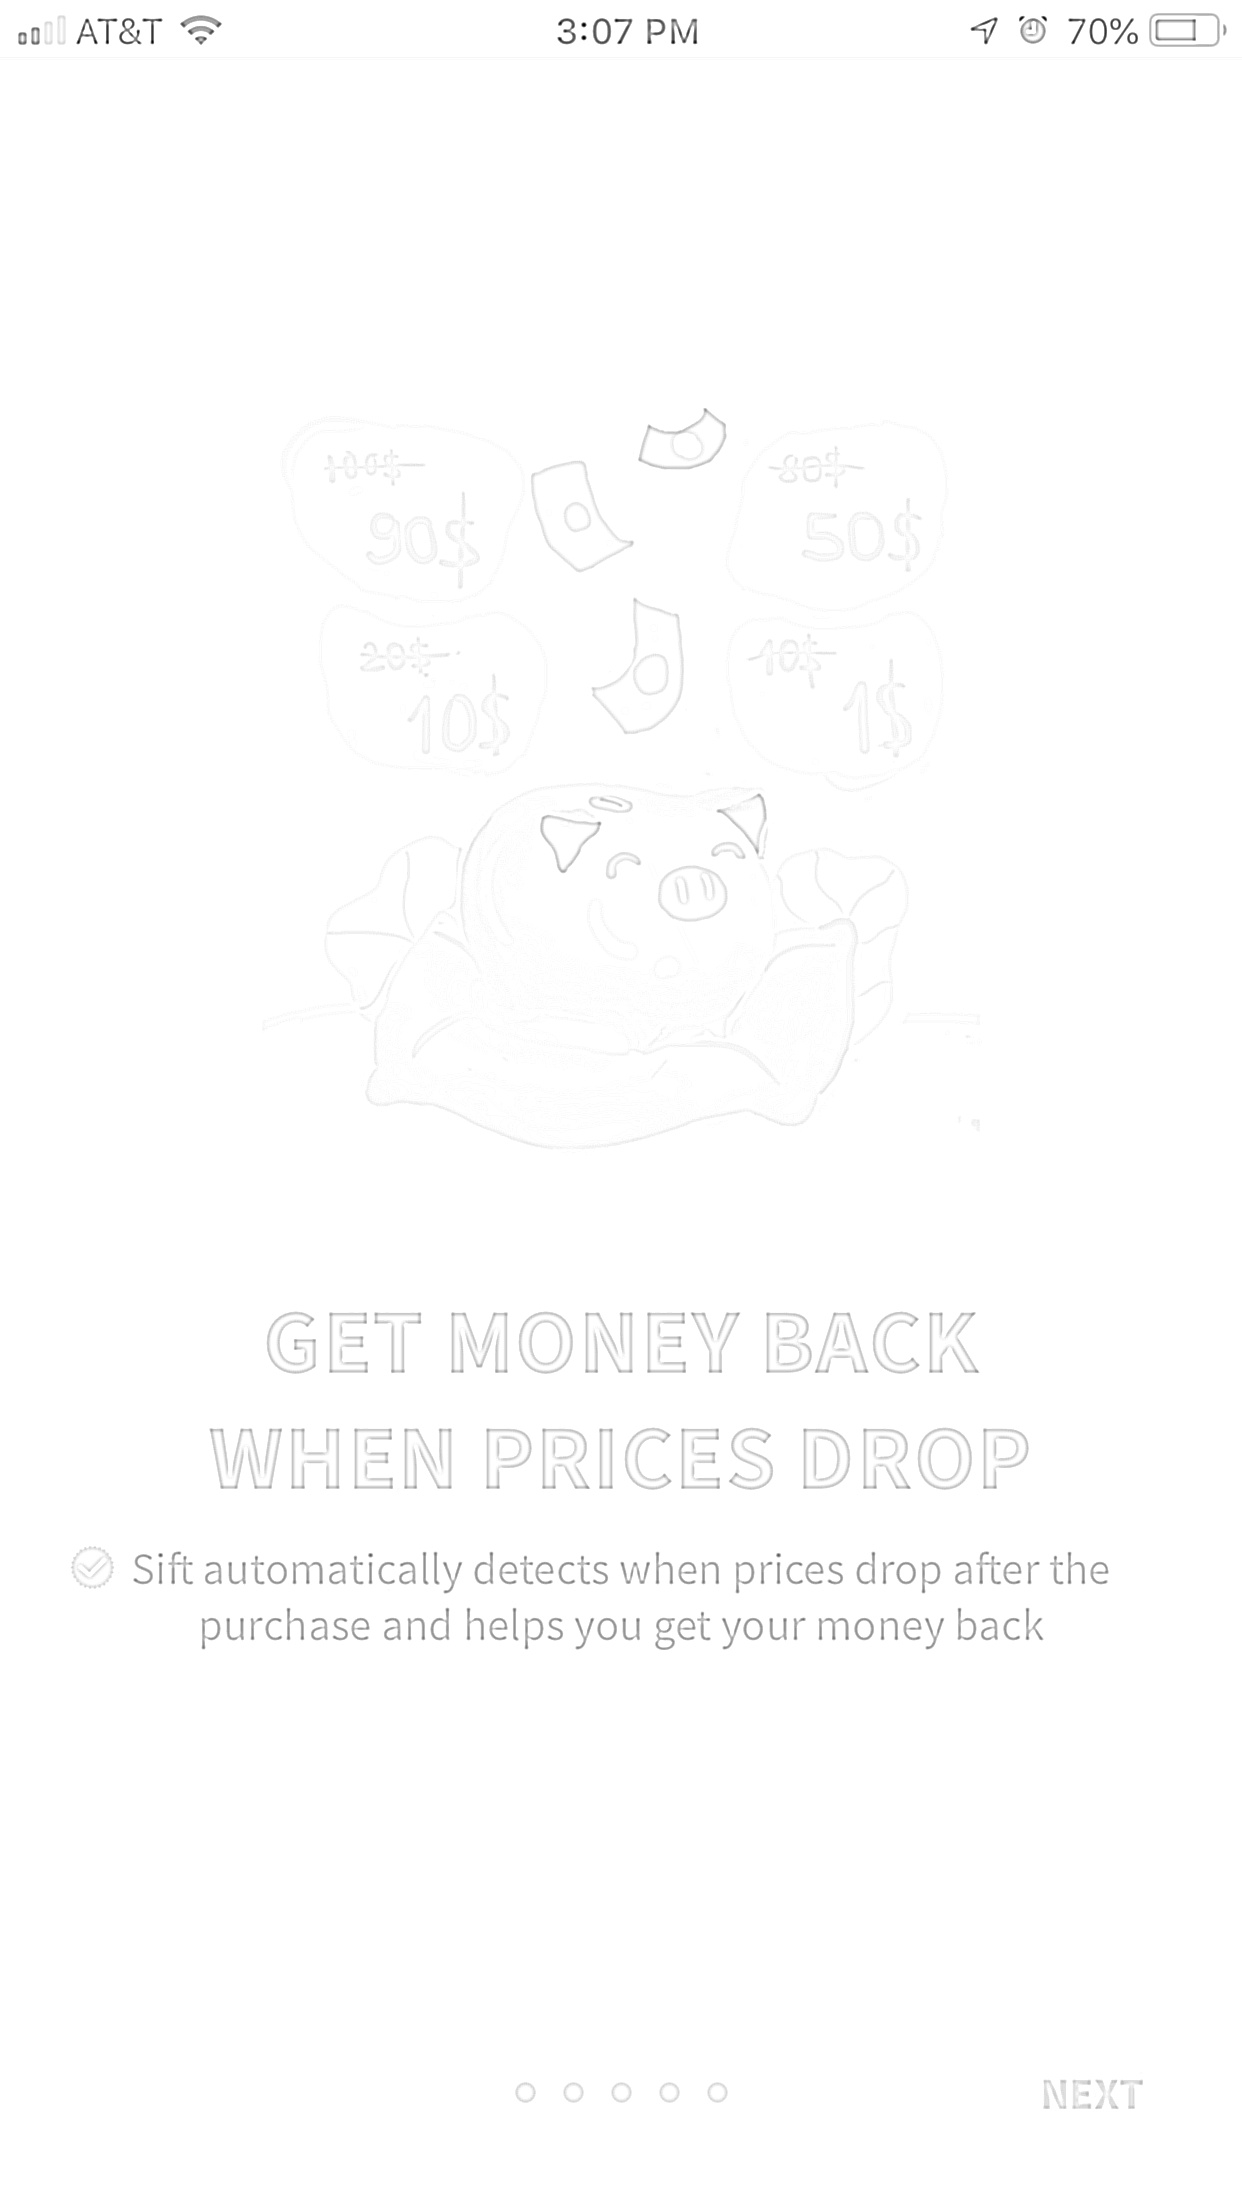 AT&T 3:07 PM 70%
100$ 80$
90$ 50$
20$ 10$
10$ 1$
GET MONEY BACK
WHEN PRICES DROP
Sift automatically detects when prices drop after the
purchase and helps you get your money back
NEXT